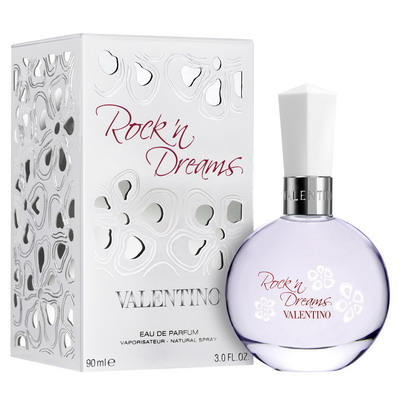 Rock'n
Dreams
VALENTINO
EAU DE PARFUM
VAPORISATEUR - NATURAL SPRAY
90 ml e 3.0 FL. OZ.
VALENTINO
Rock'n
Dreams
VALENTINO